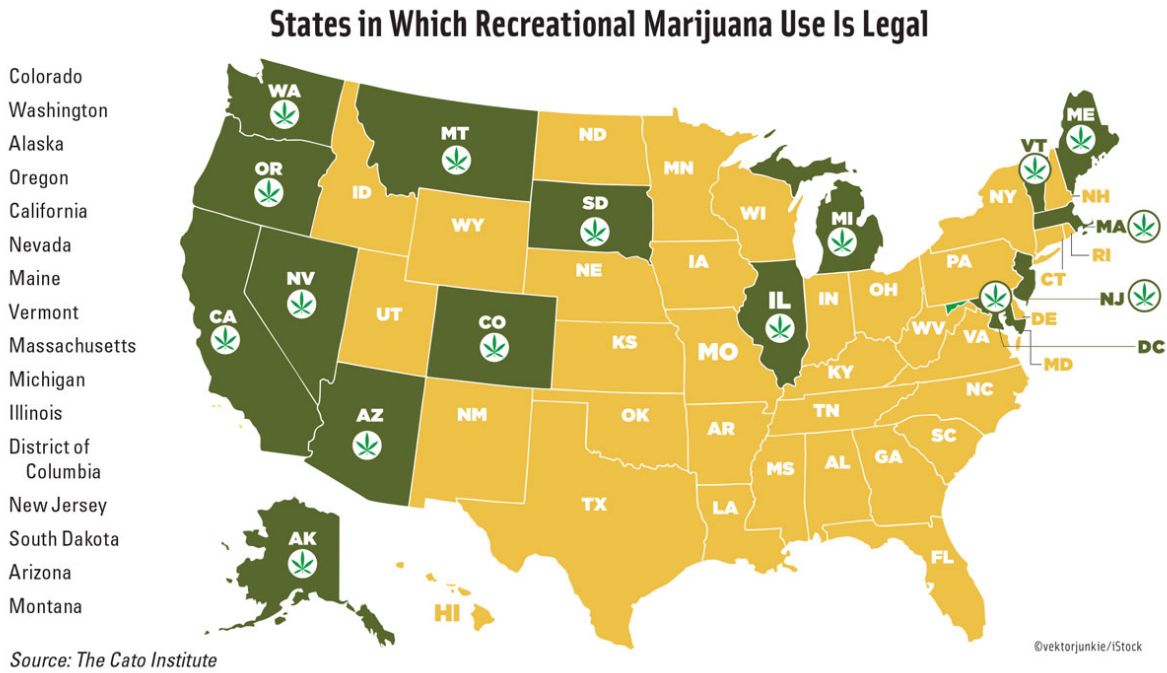 States in Which Recreational Marijuana Use Is Legal
Colorado
Washington
Alaska
Oregon
California
Nevada
Maine
Vermont
Massachusetts
Michigan
Illinois
District of
Columbia
New Jersey
South Dakota
Arizona
Montana
Source: The Cato Institute
WA
MT
ND
MN
ME
VT
OR
ID
SD
WI
MI
NY
NH
MA
WY
RI
CT
IA
PA
NE
NV
IL
IN
OH
NJ
DE
UT
CO
CA
KS
MO
WV
VA
DC
MD
KY
NC
AZ
NM
OK
AR
TN
SC
MS
AL
GA
TX
LA
AK
FL
HI
©vektorjunkie/iStock